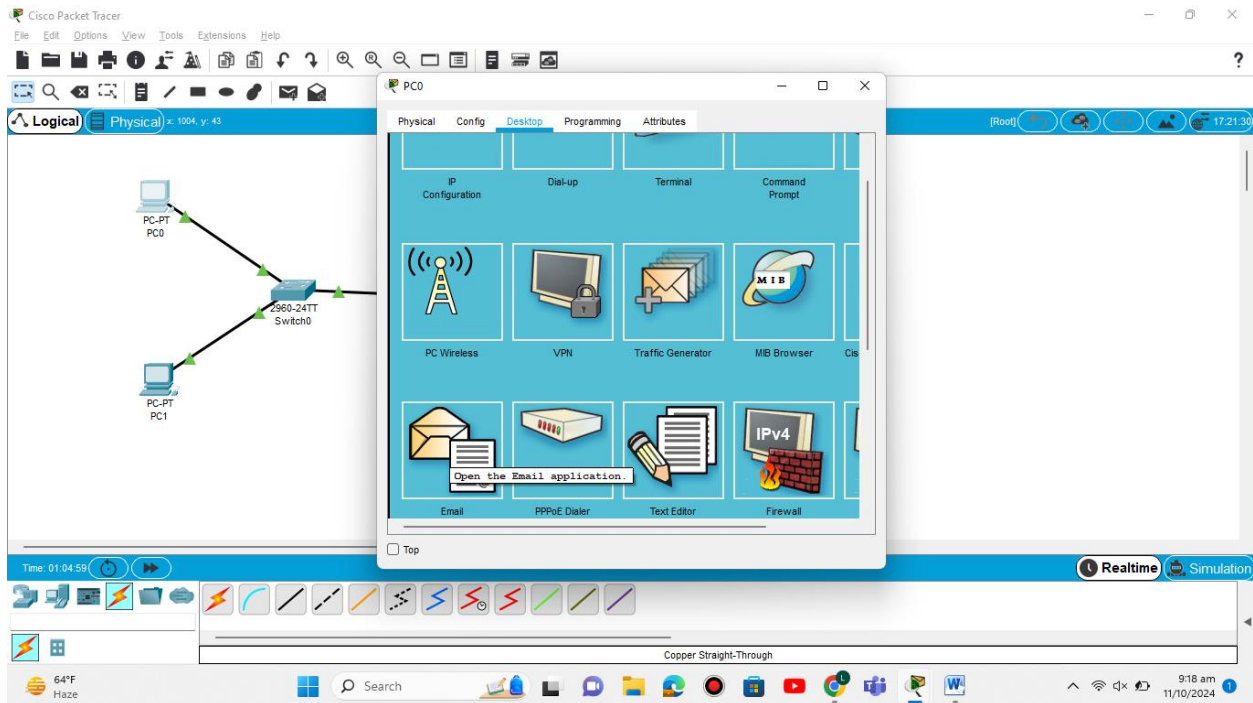 Cisco Packet Tracer
File Edit Options View Tools Extensions Help
?
PC0
Physical Config Desktop Programming Attributes
Logical Physical x: 1004, y: 43
[Root] 17:21:30
IP Configuration
Dial-up
Terminal
Command Prompt
PC-PT
PC0
2960-24TT
Switch0
PC-PT
PC1
MIB
PC Wireless VPN Traffic Generator MIB Browser Cis
IPv4
Open the Email application.
Email PPPoE Dialer Text Editor Firewall
Top
Time: 01:04:59
Realtime Simulation
Copper Straight-Through
64°F
Haze
Search
9:18 am
11/10/2024
1